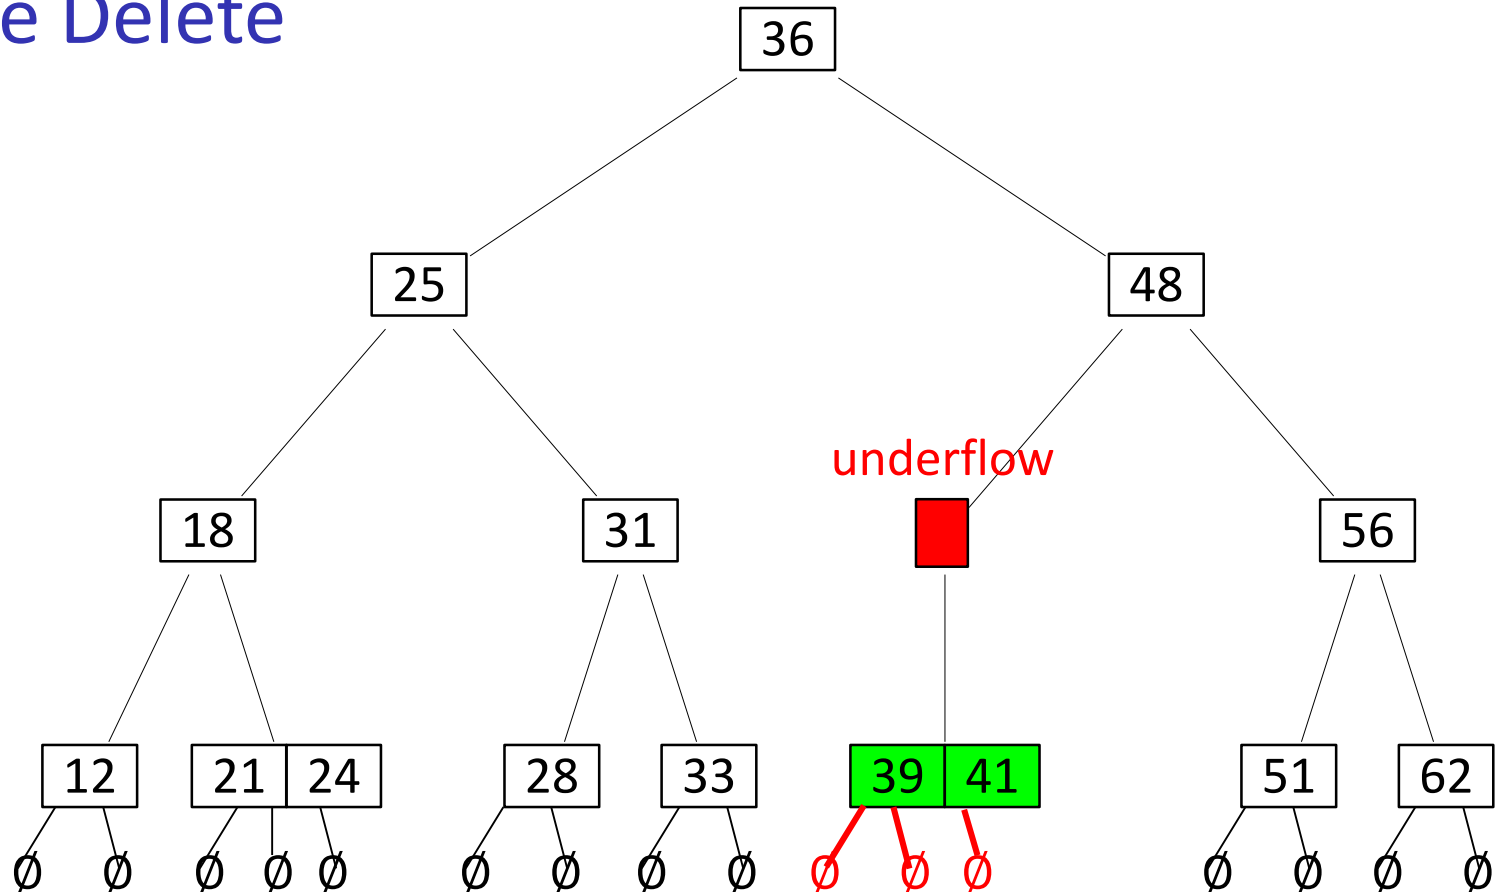 e Delete
36
25 48
underflow
18 31 56
12 21 24 28 33 39 41 51 62
∅ ∅ ∅ ∅ ∅ ∅ ∅ ∅ ∅ ∅ ∅ ∅ ∅ ∅ ∅ ∅